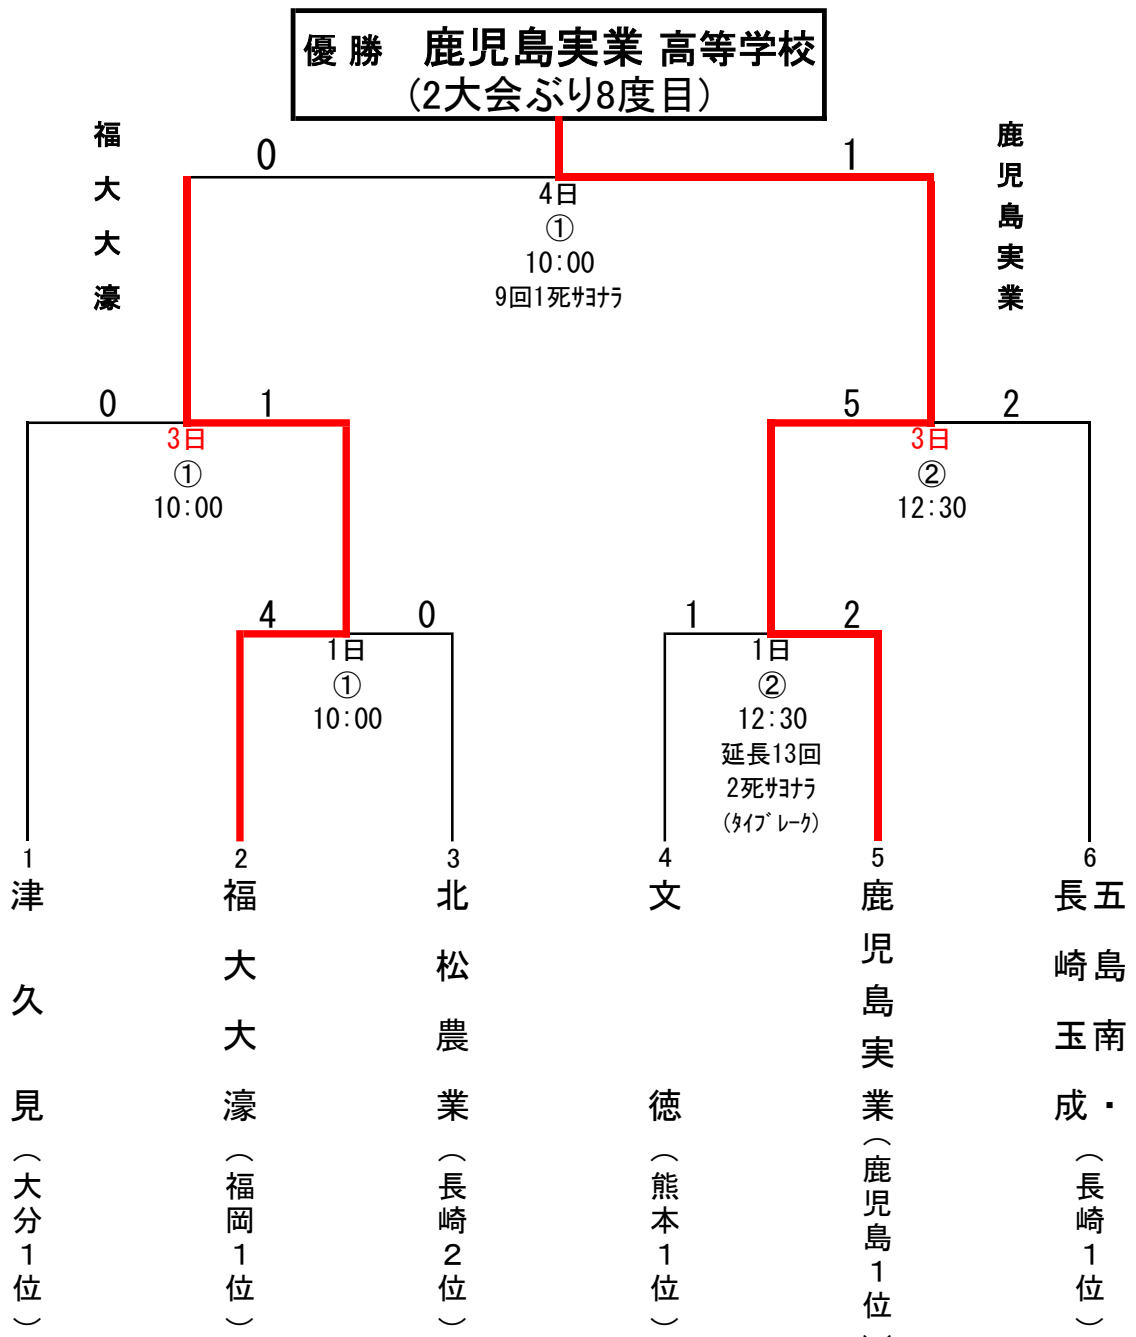 優勝 鹿児島実業 高等学校
(2大会ぶり8度目)
福大大濠
0
1
鹿児島実業
4日
①
10:00
9回1死ｻﾖﾅﾗ
0
1
3日
①
10:00
5
2
3日
②
12:30
4
0
1日
①
10:00
1
2
1日
②
12:30
延長13回
2死ｻﾖﾅﾗ
(ﾀｲﾌﾞﾚｰｸ)
1
津久見（大分１位）
2
福大大濠（福岡１位）
3
北松農業（長崎２位）
4
文徳（熊本１位）
5
鹿児島実業（鹿児島１位）
6
五島南・
長崎玉成（長崎１位）